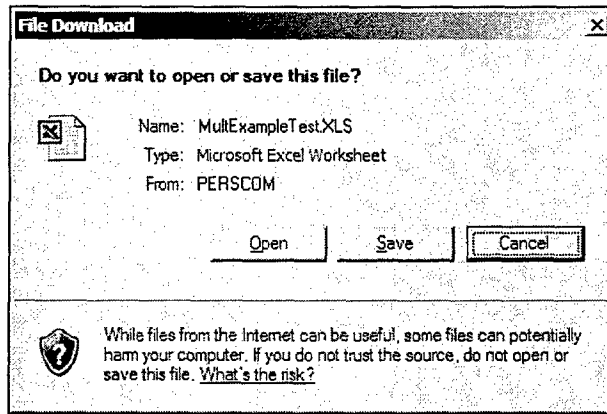 File Download
Do you want to open or save this file?
Name: MultExampleTest.XLS
Type: Microsoft Excel Worksheet
From: PERSCOM
Open Save Cancel
While files from the Internet can be useful, some files can potentially
harm your computer. If you do not trust the source, do not open or
save this file. What's the risk?